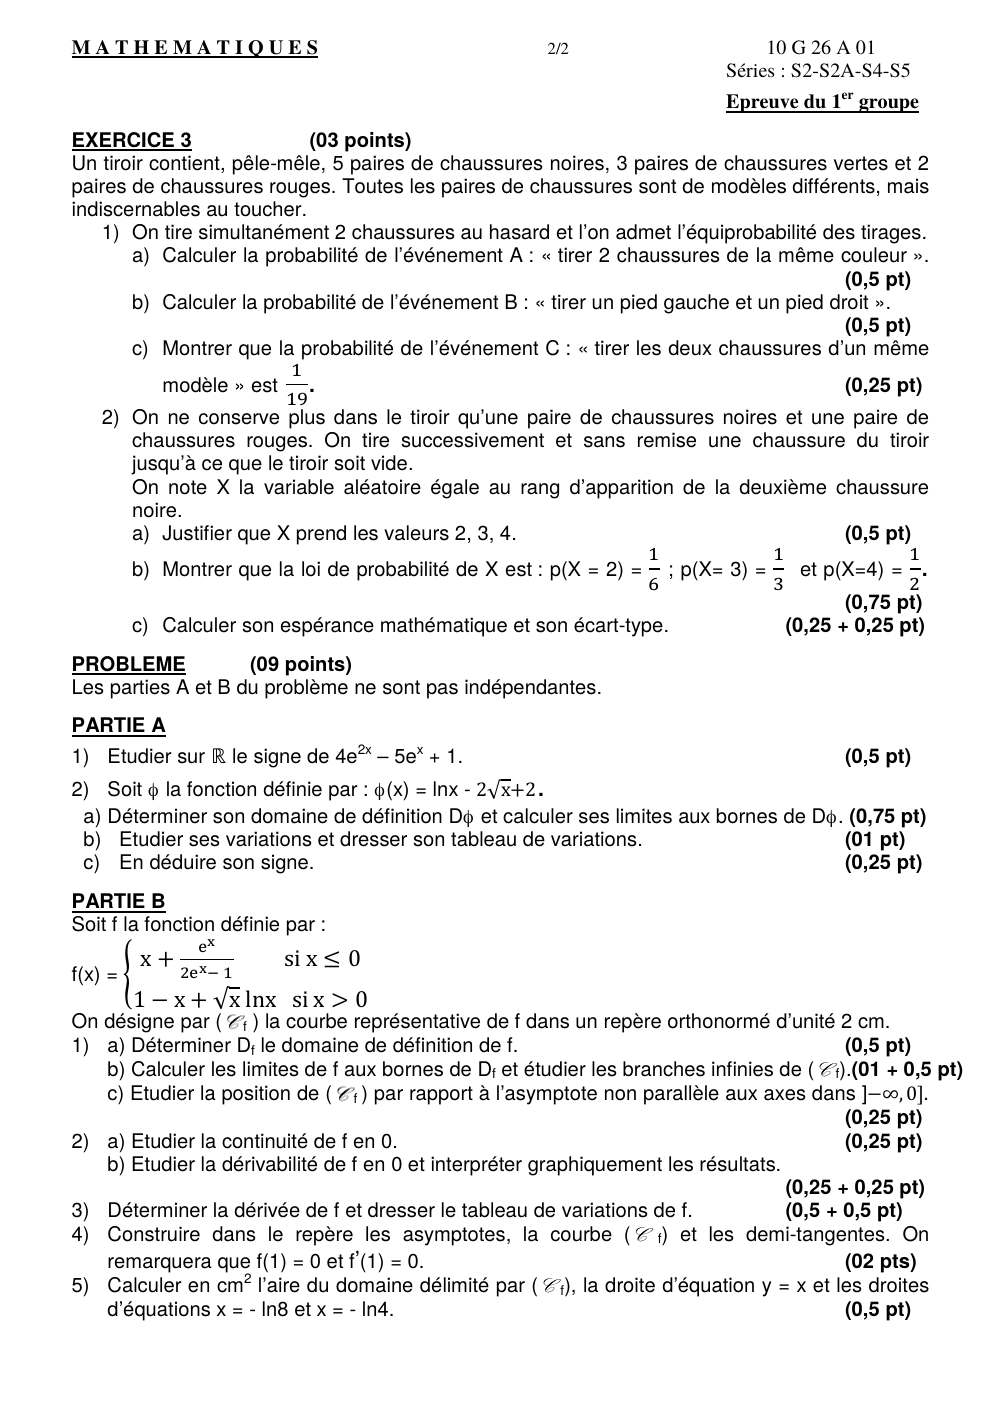 M A T H E M A T I Q U E S 2/2 10 G 26 A 01
Séries : S2-S2A-S4-S5
Epreuve du 1er groupe
EXERCICE 3 (03 points)
Un tiroir contient, pêle-mêle, 5 paires de chaussures noires, 3 paires de chaussures vertes et 2
paires de chaussures rouges. Toutes les paires de chaussures sont de modèles différents, mais
indiscernables au toucher.
1) On tire simultanément 2 chaussures au hasard et l'on admet l'équiprobabilité des tirages.
a) Calculer la probabilité de l'événement A : « tirer 2 chaussures de la même couleur ».
(0,5 pt)
b) Calculer la probabilité de l'événement B : « tirer un pied gauche et un pied droit ».
(0,5 pt)
c) Montrer que la probabilité de l'événement C : « tirer les deux chaussures d'un même
modèle » est 1/19. (0,25 pt)
2) On ne conserve plus dans le tiroir qu'une paire de chaussures noires et une paire de
chaussures rouges. On tire successivement et sans remise une chaussure du tiroir
jusqu'à ce que le tiroir soit vide.
On note X la variable aléatoire égale au rang d'apparition de la deuxième chaussure
noire.
a) Justifier que X prend les valeurs 2, 3, 4. (0,5 pt)
b) Montrer que la loi de probabilité de X est : p(X = 2) = 1/6 ; p(X= 3) = 1/3 et p(X=4) = 1/2.
(0,75 pt)
c) Calculer son espérance mathématique et son écart-type. (0,25 + 0,25 pt)
PROBLEME (09 points)
Les parties A et B du problème ne sont pas indépendantes.
PARTIE A
1) Etudier sur ℝ le signe de 4e²ˣ – 5eˣ + 1. (0,5 pt)
2) Soit ϕ la fonction définie par : ϕ(x) = lnx - 2√x+2.
a) Déterminer son domaine de définition Dϕ et calculer ses limites aux bornes de Dϕ. (0,75 pt)
b) Etudier ses variations et dresser son tableau de variations. (01 pt)
c) En déduire son signe. (0,25 pt)
PARTIE B
Soit f la fonction définie par :
f(x) = { x + eˣ/(2eˣ– 1) si x ≤ 0
1 − x + √x lnx si x > 0
On désigne par ( 𝒞f ) la courbe représentative de f dans un repère orthonormé d'unité 2 cm.
1) a) Déterminer Df le domaine de définition de f. (0,5 pt)
b) Calculer les limites de f aux bornes de Df et étudier les branches infinies de ( 𝒞f).(01 + 0,5 pt)
c) Etudier la position de ( 𝒞f ) par rapport à l'asymptote non parallèle aux axes dans ]−∞, 0].
(0,25 pt)
2) a) Etudier la continuité de f en 0. (0,25 pt)
b) Etudier la dérivabilité de f en 0 et interpréter graphiquement les résultats.
(0,25 + 0,25 pt)
3) Déterminer la dérivée de f et dresser le tableau de variations de f. (0,5 + 0,5 pt)
4) Construire dans le repère les asymptotes, la courbe ( 𝒞 f) et les demi-tangentes. On
remarquera que f(1) = 0 et f'(1) = 0. (02 pts)
5) Calculer en cm² l'aire du domaine délimité par ( 𝒞f), la droite d'équation y = x et les droites
d'équations x = - ln8 et x = - ln4. (0,5 pt)